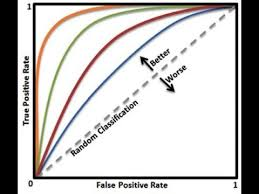 1
True Positive Rate
Better
Worse
Random Classification
0
False Positive Rate
1